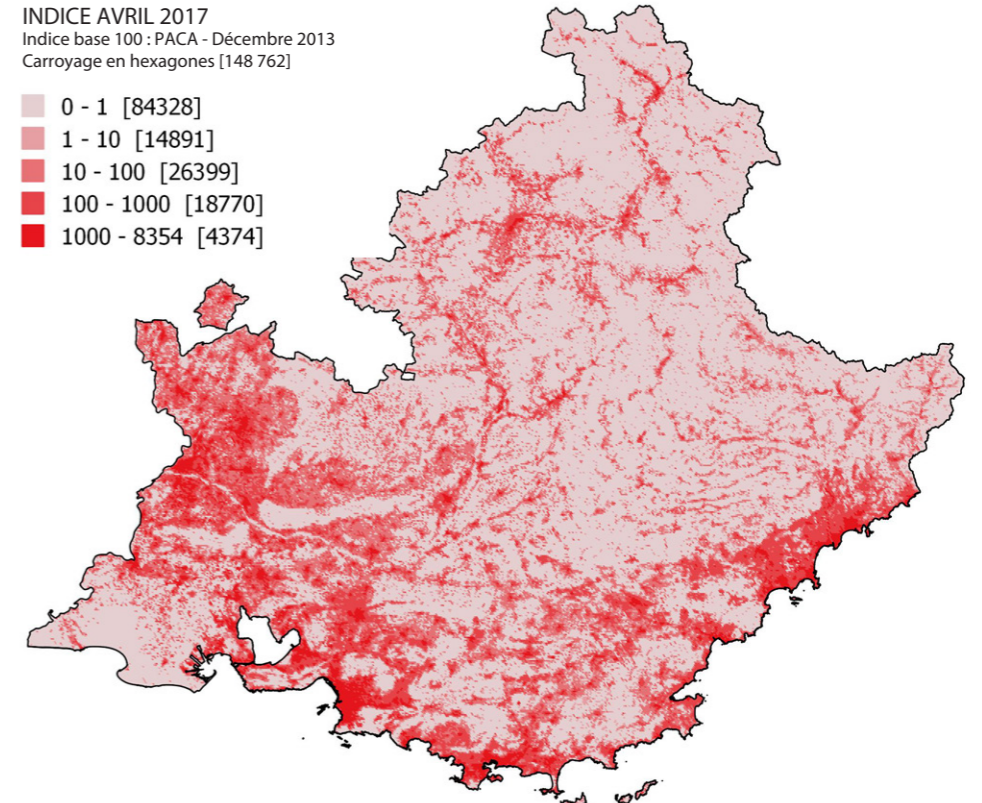 INDICE AVRIL 2017
Indice base 100 : PACA - Décembre 2013
Carroyage en hexagones [148 762]
0 - 1 [84328]
1 - 10 [14891]
10 - 100 [26399]
100 - 1000 [18770]
1000 - 8354 [4374]